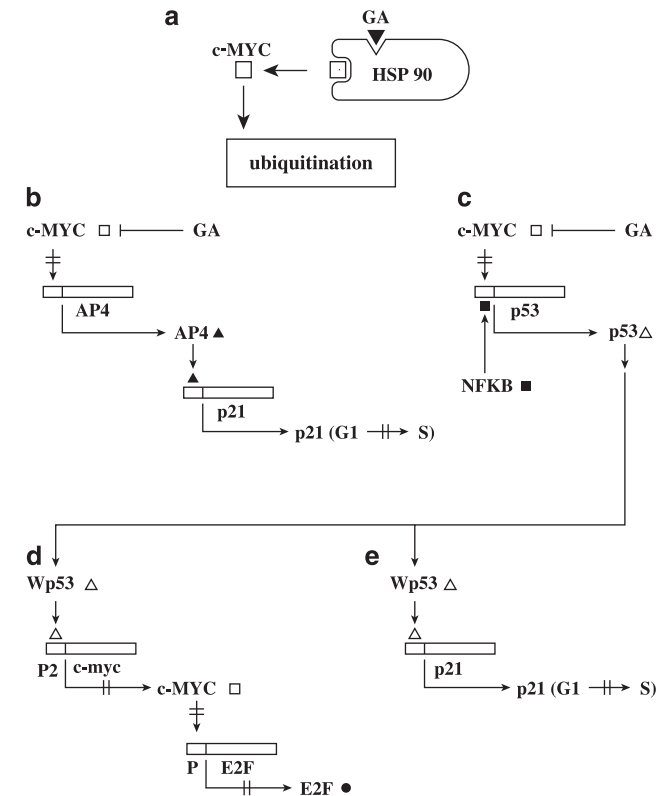 a
GA
c-MYC
HSP 90
ubiquitination
b
c-MYC GA
AP4
AP4
p21
p21 (G1 S)
c
c-MYC GA
p53
p53
NFKB
d
Wp53
P2 c-myc
c-MYC
P E2F
E2F
e
Wp53
p21
p21 (G1 S)